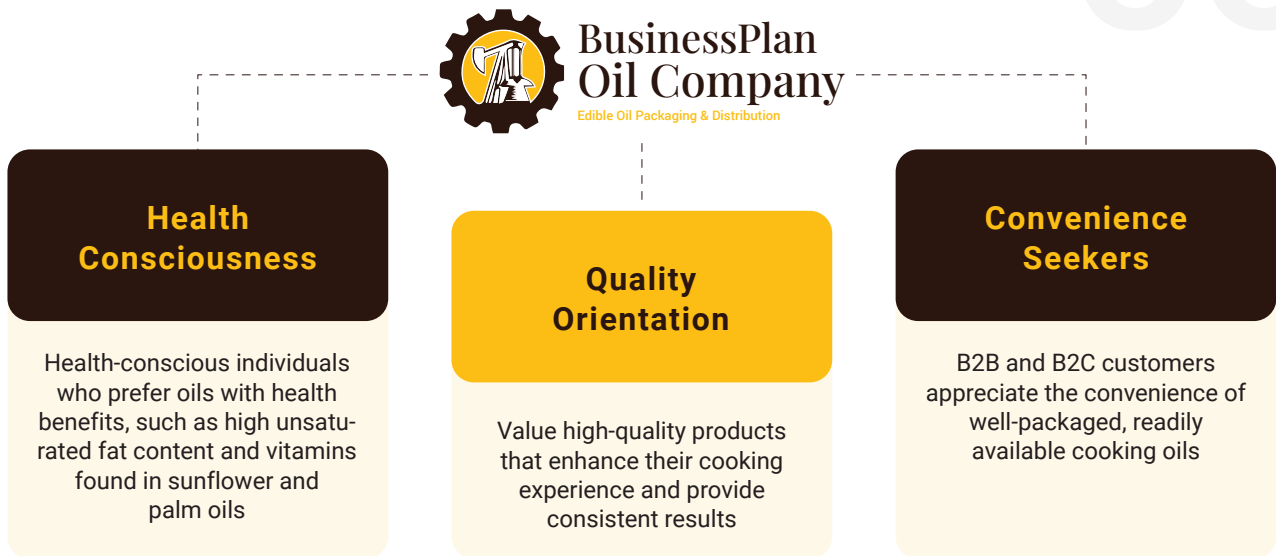 BusinessPlan
Oil Company
Edible Oil Packaging & Distribution
Health
Consciousness
Health-conscious individuals
who prefer oils with health
benefits, such as high unsatu-
rated fat content and vitamins
found in sunflower and
palm oils
Quality
Orientation
Value high-quality products
that enhance their cooking
experience and provide
consistent results
Convenience
Seekers
B2B and B2C customers
appreciate the convenience of
well-packaged, readily
available cooking oils